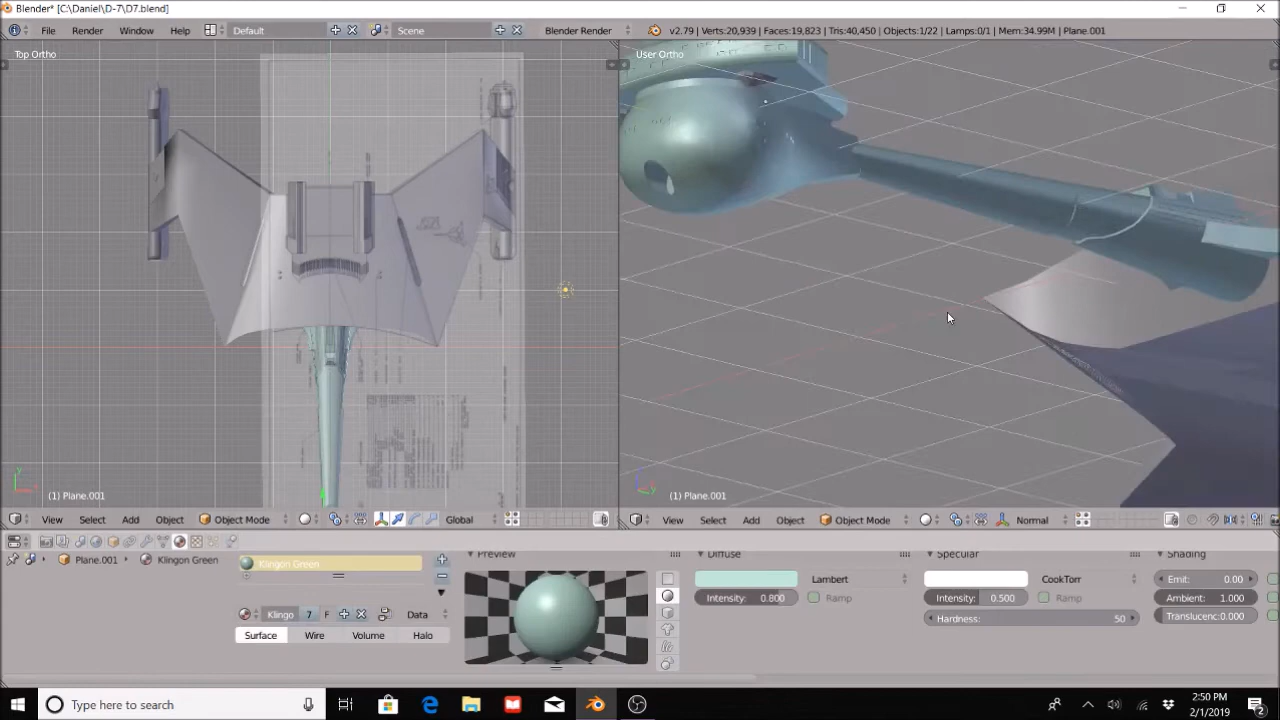 Blender* [C:\Daniel\D-7\D7.blend]
File Render Window Help Default Scene Blender Render v2.79 | Verts:20,939 | Faces:19,823 | Tris:40,450 | Objects:1/22 | Lamps:0/1 | Mem:34.99M | Plane.001
Top Ortho
User Ortho
(1) Plane.001
(1) Plane.001
View Select Add Object Object Mode Global
View Select Add Object Object Mode Normal
Plane.001 Klingon Green
Klingon Green
Klingo 7 F Data
Surface Wire Volume Halo
Preview
Diffuse
Lambert
Intensity: 0.800 Ramp
Specular
CookTorr
Intensity: 0.500 Ramp
Hardness: 50
Shading
Emit: 0.00
Ambient: 1.000
Translucenc:0.000
Type here to search
2:50 PM
2/1/2019
2